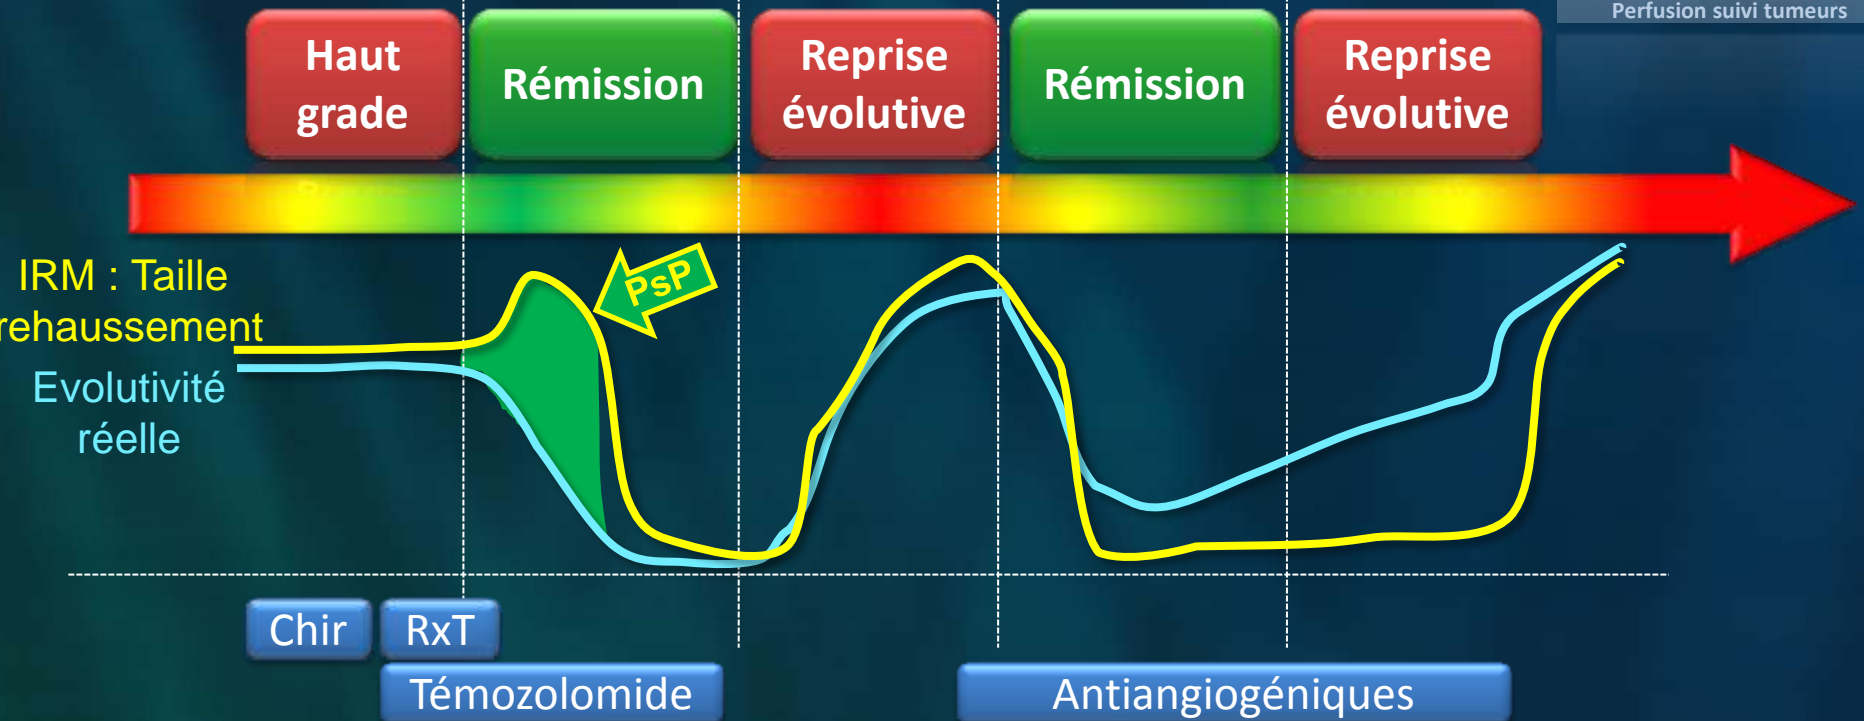 Perfusion suivi tumeurs
Haut
grade
Rémission
Reprise
évolutive
Rémission
Reprise
évolutive
IRM : Taille
rehaussement
PsP
Evolutivité
réelle
Chir
RxT
Témozolomide
Antiangiogéniques